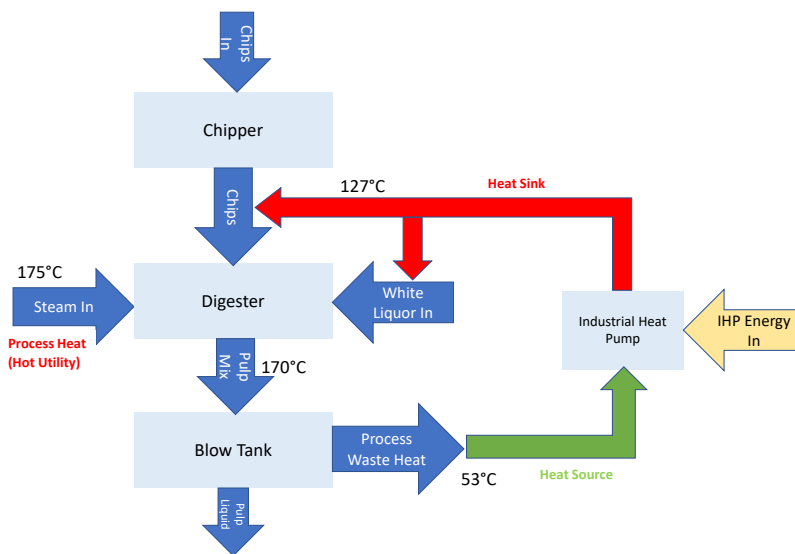 Chips
In
Chipper
Chips
127°C
Heat Sink
175°C
Steam In
Process Heat
(Hot Utility)
Digester
White
Liquor In
Industrial Heat
Pump
IHP Energy
In
Pulp
Mix
170°C
Blow Tank
Process
Waste Heat
53°C
Heat Source
Pulp
Liquid